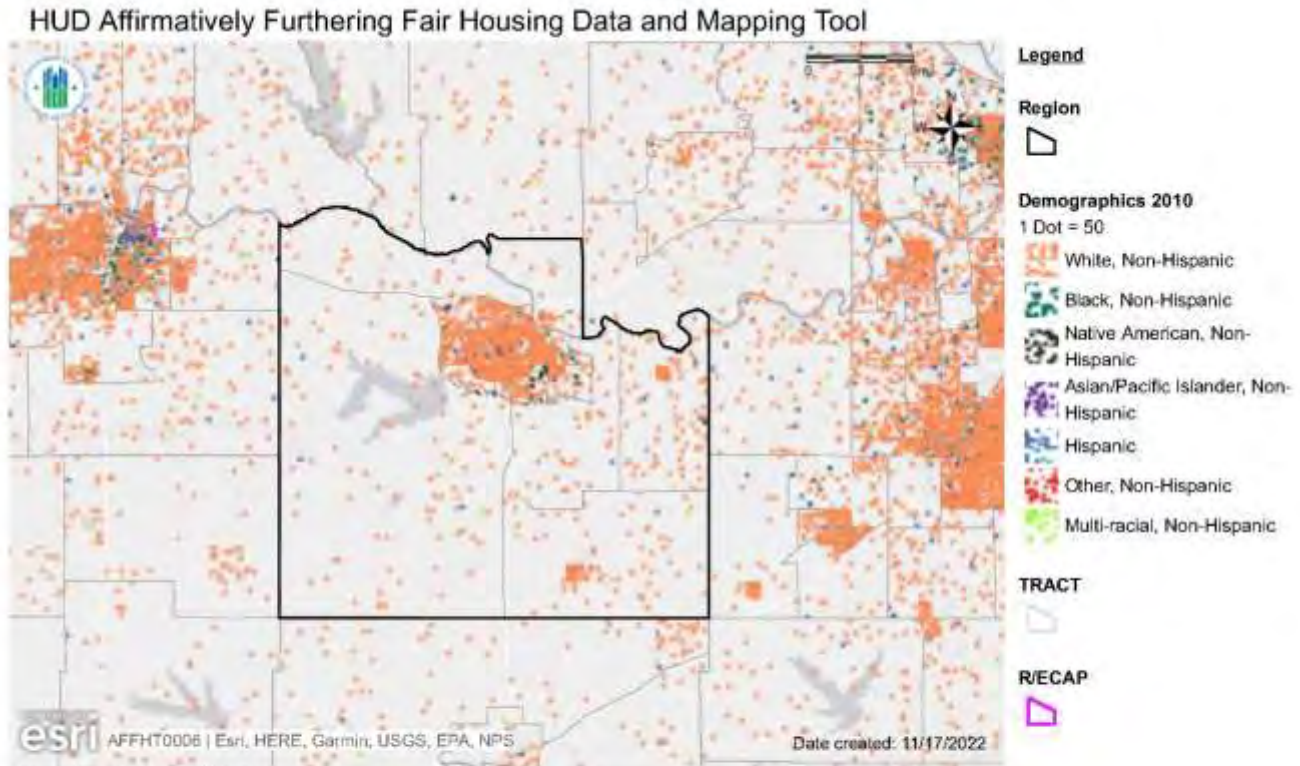 HUD Affirmatively Furthering Fair Housing Data and Mapping Tool
Legend
Region
Demographics 2010
1 Dot = 50
White, Non-Hispanic
Black, Non-Hispanic
Native American, Non-
Hispanic
Asian/Pacific Islander, Non-
Hispanic
Hispanic
Other, Non-Hispanic
Multi-racial, Non-Hispanic
TRACT
R/ECAP
esri AFFHT0006 | Esri, HERE, Garmin, USGS, EPA, NPS
Date created: 11/17/2022